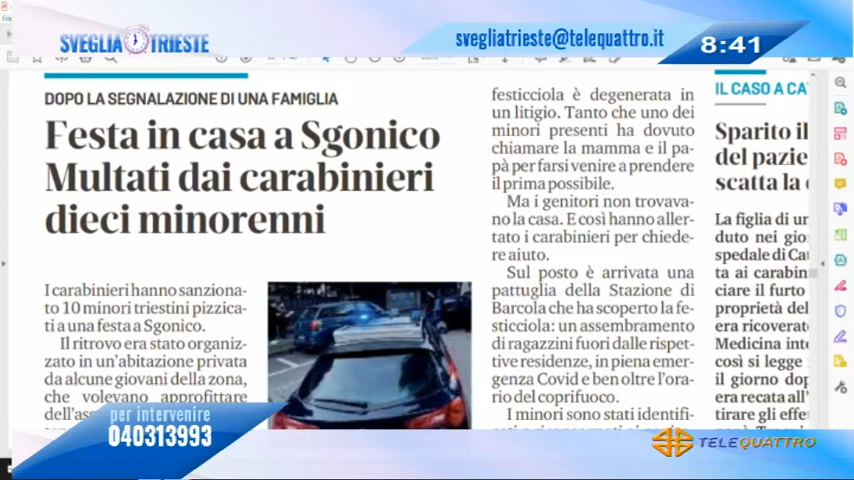 SVEGLIA TRIESTE
svegliatrieste@telequattro.it
8:41
DOPO LA SEGNALAZIONE DI UNA FAMIGLIA
Festa in casa a Sgonico
Multati dai carabinieri
dieci minorenni
I carabinieri hanno sanziona-
to 10 minori triestini pizzica-
ti a una festa a Sgonico.
Il ritrovo era stato organiz-
zato in un'abitazione privata
da alcune giovani della zona,
che volevano approfittare
festicciola è degenerata in
un litigio. Tanto che uno dei
minori presenti ha dovuto
chiamare la mamma e il pa-
pà per farsi venire a prendere
il prima possibile.
Ma i genitori non trovava-
no la casa. E così hanno aller-
tato i carabinieri per chiede-
re aiuto.
Sul posto è arrivata una
pattuglia della Stazione di
Barcola che ha scoperto la fe-
sticciola: un assembramento
di ragazzini fuori dalle rispet-
tive residenze, in piena emer-
genza Covid e ben oltre l'ora-
rio del coprifuoco.
I minori sono stati identifi-
IL CASO A CA
Sparito il
del pazie
scatta la
La figlia di un
duto nei gior
spedale di Cat
ta ai carabin
ciare il furto
proprietà del
era ricoverato
Medicina inte
così si legge
il giorno dop
era recata all'
tirare gli effe
per intervenire
040313993
TELEQUATTRO